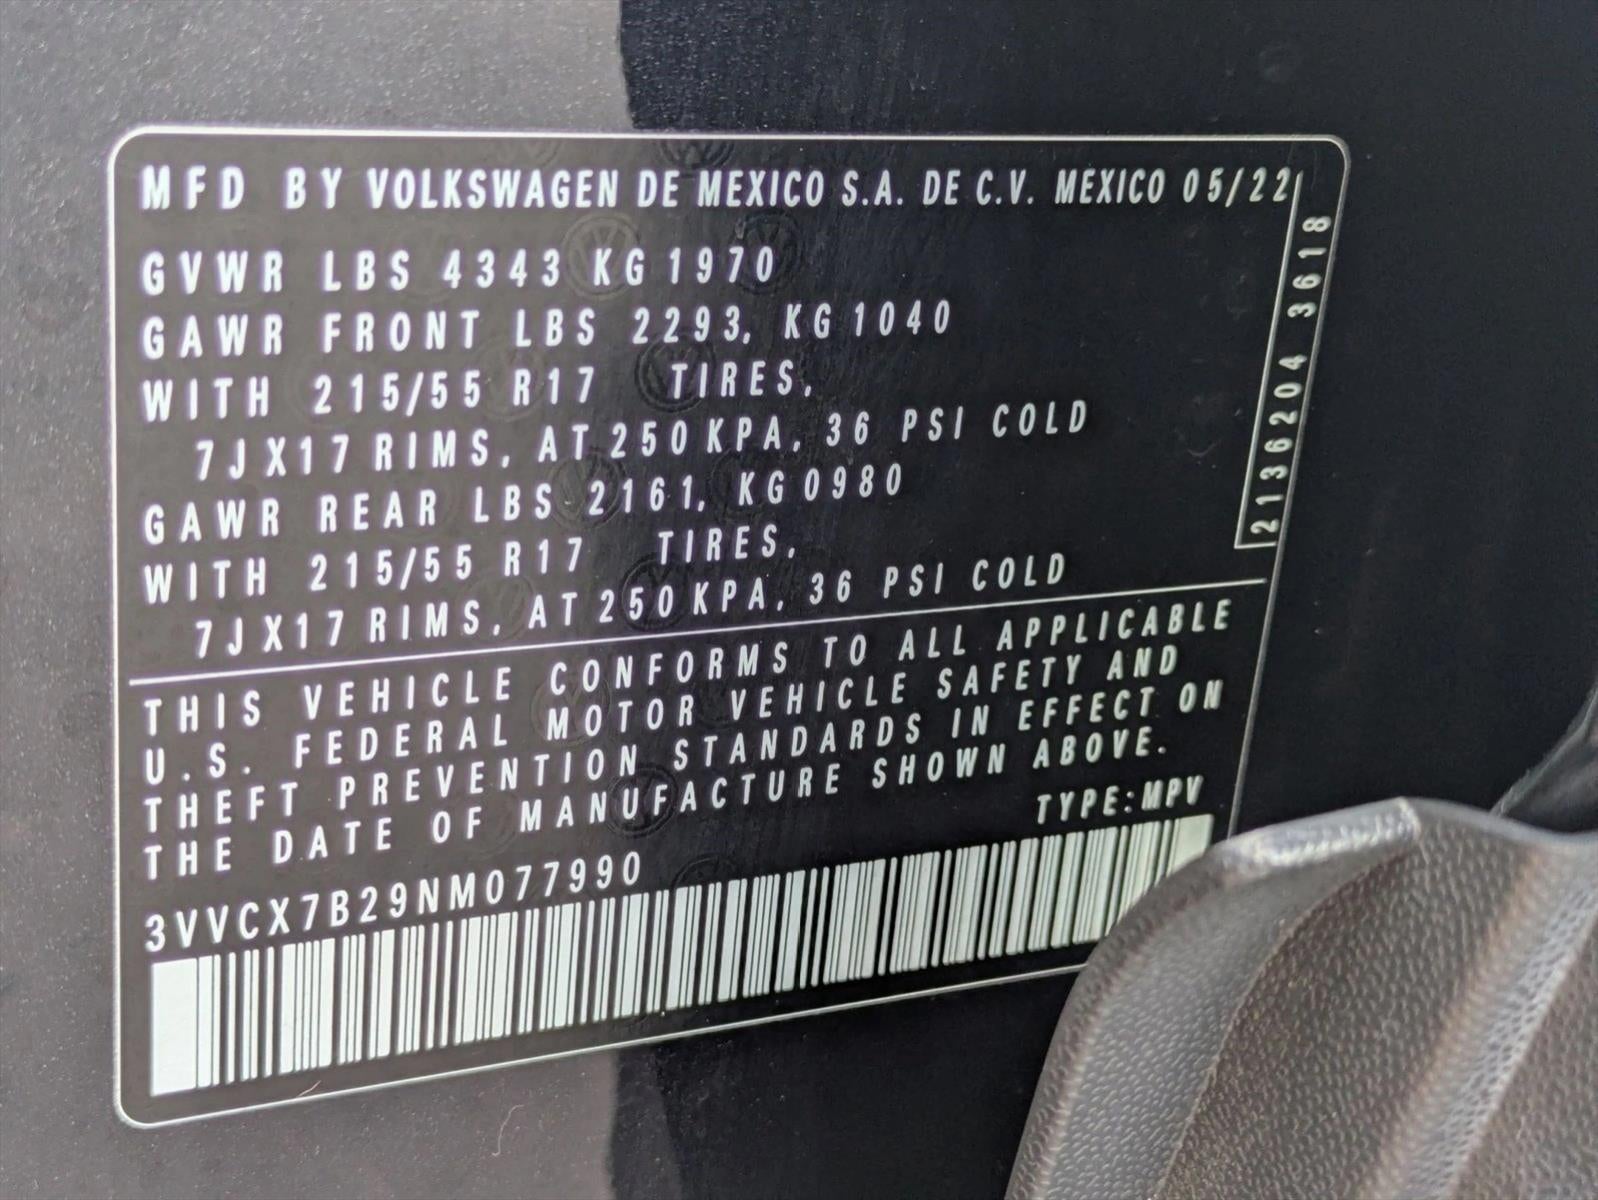 MFD BY VOLKSWAGEN DE MEXICO S.A. DE C.V. MEXICO 05/22
GVWR LBS 4343 KG 1970
GAWR FRONT LBS 2293, KG 1040
WITH 215/55 R17 TIRES,
7J X17 RIMS, AT 250 KPA, 36 PSI COLD
GAWR REAR LBS 2161, KG 0980
WITH 215/55 R17 TIRES,
7J X17 RIMS, AT 250 KPA, 36 PSI COLD
2136204 3618
THIS VEHICLE CONFORMS TO ALL APPLICABLE
U.S. FEDERAL MOTOR VEHICLE SAFETY AND
THEFT PREVENTION STANDARDS IN EFFECT ON
THE DATE OF MANUFACTURE SHOWN ABOVE.
TYPE: MPV
3VVCX7B29NM077990